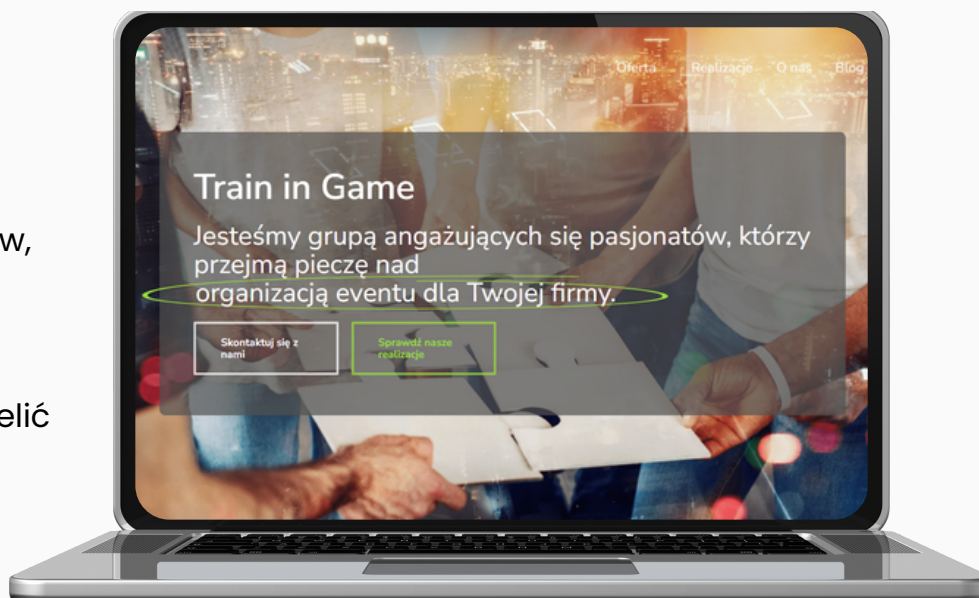 Oferta Realizacje O nas Blog
Train in Game
w,
Jesteśmy grupą angażujących się pasjonatów, którzy
przejmą pieczę nad
organizacją eventu dla Twojej firmy.
Skontaktuj się z
nami
Sprawdź nasze
realizacje
elić